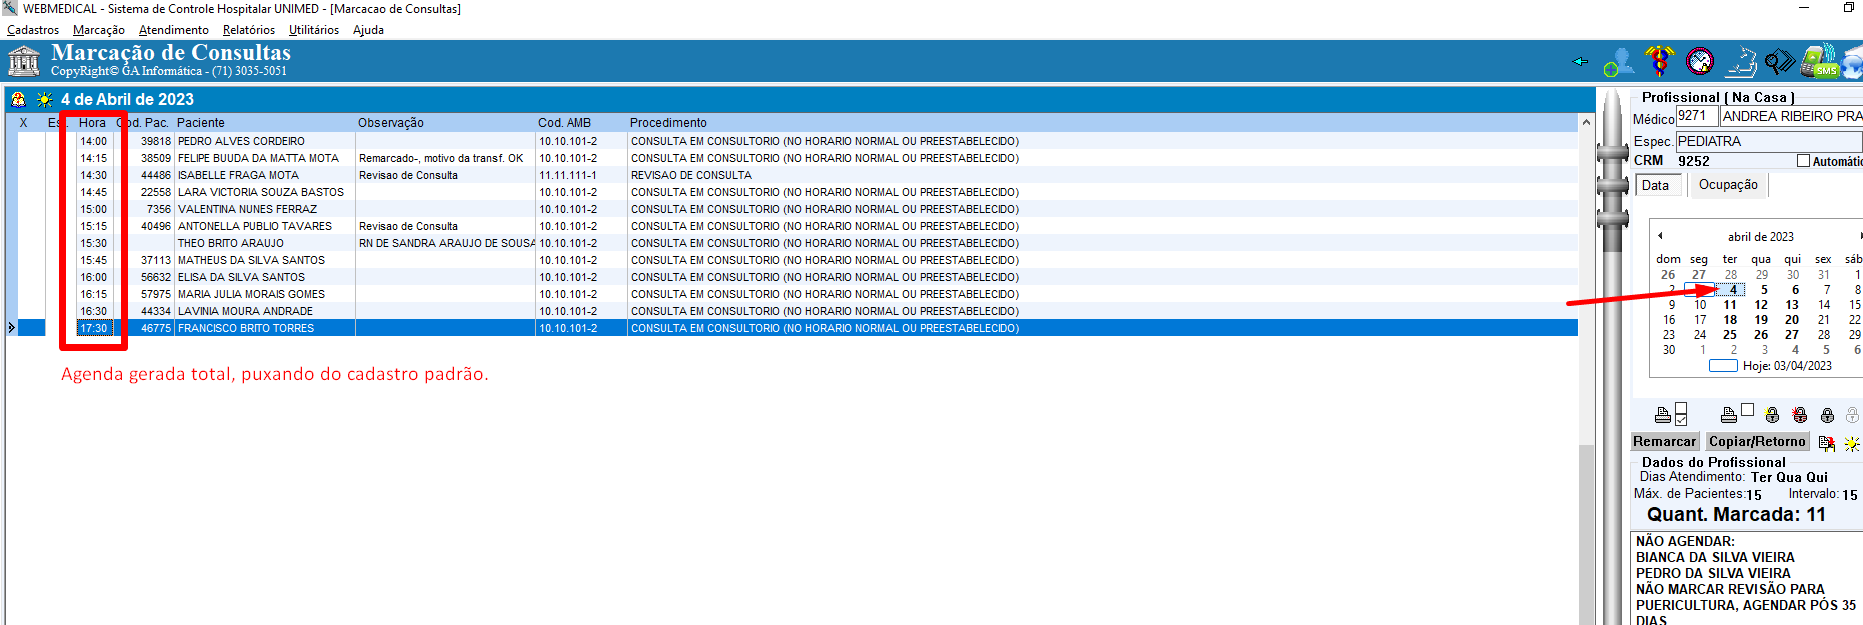 WEBMEDICAL - Sistema de Controle Hospitalar UNIMED - [Marcacao de Consultas]
Cadastros Marcação Atendimento Relatórios Utilitários Ajuda
Marcação de Consultas
CopyRight© GA Informática - (71) 3035-5051
SMS
4 de Abril de 2023
X Es Hora Cod. Pac. Paciente Observação Cod. AMB Procedimento
14:00 39818 PEDRO ALVES CORDEIRO 10.10.101-2 CONSULTA EM CONSULTORIO (NO HORARIO NORMAL OU PREESTABELECIDO)
14:15 38509 FELIPE BUUDA DA MATTA MOTA Remarcado-, motivo da transf. OK 10.10.101-2 CONSULTA EM CONSULTORIO (NO HORARIO NORMAL OU PREESTABELECIDO)
14:30 44486 ISABELLE FRAGA MOTA Revisao de Consulta 11.11.111-1 REVISAO DE CONSULTA
14:45 22558 LARA VICTORIA SOUZA BASTOS 10.10.101-2 CONSULTA EM CONSULTORIO (NO HORARIO NORMAL OU PREESTABELECIDO)
15:00 7356 VALENTINA NUNES FERRAZ 10.10.101-2 CONSULTA EM CONSULTORIO (NO HORARIO NORMAL OU PREESTABELECIDO)
15:15 40496 ANTONELLA PUBLIO TAVARES Revisao de Consulta 10.10.101-2 CONSULTA EM CONSULTORIO (NO HORARIO NORMAL OU PREESTABELECIDO)
15:30 THEO BRITO ARAUJO RN DE SANDRA ARAUJO DE SOUSA 10.10.101-2 CONSULTA EM CONSULTORIO (NO HORARIO NORMAL OU PREESTABELECIDO)
15:45 37113 MATHEUS DA SILVA SANTOS 10.10.101-2 CONSULTA EM CONSULTORIO (NO HORARIO NORMAL OU PREESTABELECIDO)
16:00 56632 ELISA DA SILVA SANTOS 10.10.101-2 CONSULTA EM CONSULTORIO (NO HORARIO NORMAL OU PREESTABELECIDO)
16:15 57975 MARIA JULIA MORAIS GOMES 10.10.101-2 CONSULTA EM CONSULTORIO (NO HORARIO NORMAL OU PREESTABELECIDO)
16:30 44334 LAVINIA MOURA ANDRADE 10.10.101-2 CONSULTA EM CONSULTORIO (NO HORARIO NORMAL OU PREESTABELECIDO)
17:30 46775 FRANCISCO BRITO TORRES 10.10.101-2 CONSULTA EM CONSULTORIO (NO HORARIO NORMAL OU PREESTABELECIDO)
Agenda gerada total, puxando do cadastro padrão.
Profissional ( Na Casa )
Médico 9271 ANDREA RIBEIRO PRA
Espec. PEDIATRA
CRM 9252 Automátic
Data Ocupação
abril de 2023
dom seg ter qua qui sex sáb
26 27 28 29 30 31 1
2 4 5 6 7 8
9 10 11 12 13 14 15
16 17 18 19 20 21 22
23 24 25 26 27 28 29
30 1 2 3 4 5 6
Hoje: 03/04/2023
Remarcar Copiar/Retorno
Dados do Profissional
Dias Atendimento: Ter Qua Qui
Máx. de Pacientes:15 Intervalo: 15
Quant. Marcada: 11
NÃO AGENDAR:
BIANCA DA SILVA VIEIRA
PEDRO DA SILVA VIEIRA
NÃO MARCAR REVISÃO PARA
PUERICULTURA, AGENDAR PÓS 35
DIAS